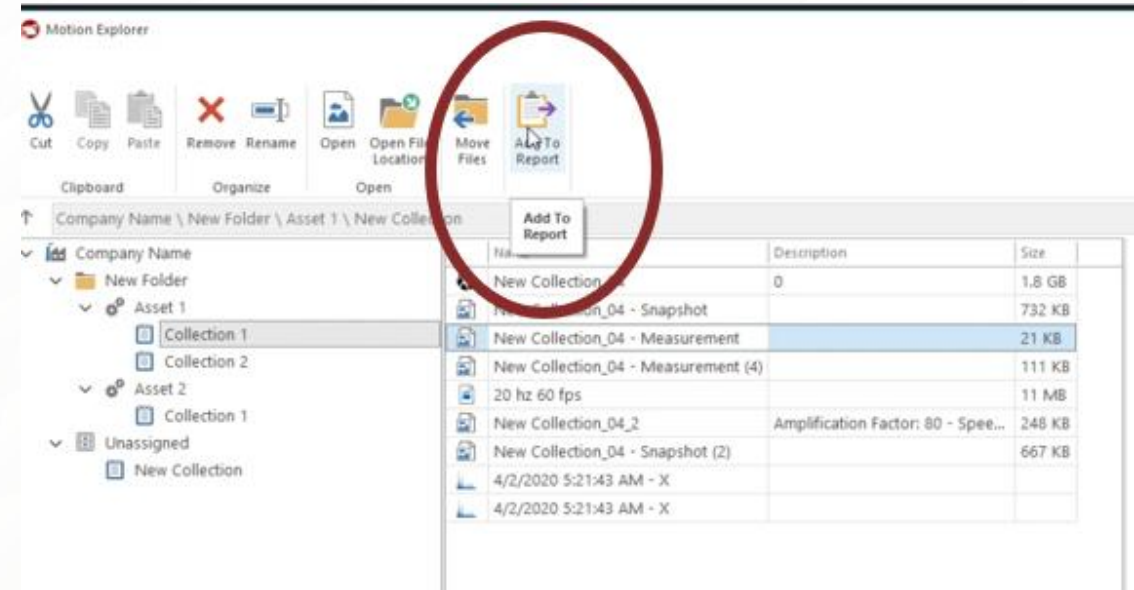 Motion Explorer
Cut Copy Paste Remove Rename Open Open File Location Move Files Add To Report
Clipboard Organize Open
Add To Report
Company Name \ New Folder \ Asset 1 \ New Collection
Company Name
New Folder
Asset 1
Collection 1
Collection 2
Asset 2
Collection 1
Unassigned
New Collection
Description Size
New Collection 0 1.8 GB
Collection_04 - Snapshot 732 KB
New Collection_04 - Measurement 21 KB
New Collection_04 - Measurement (4) 111 KB
20 hz 60 fps 11 MB
New Collection_04_2 Amplification Factor: 80 - Spee... 248 KB
New Collection_04 - Snapshot (2) 667 KB
4/2/2020 5:21:43 AM - X
4/2/2020 5:21:43 AM - X